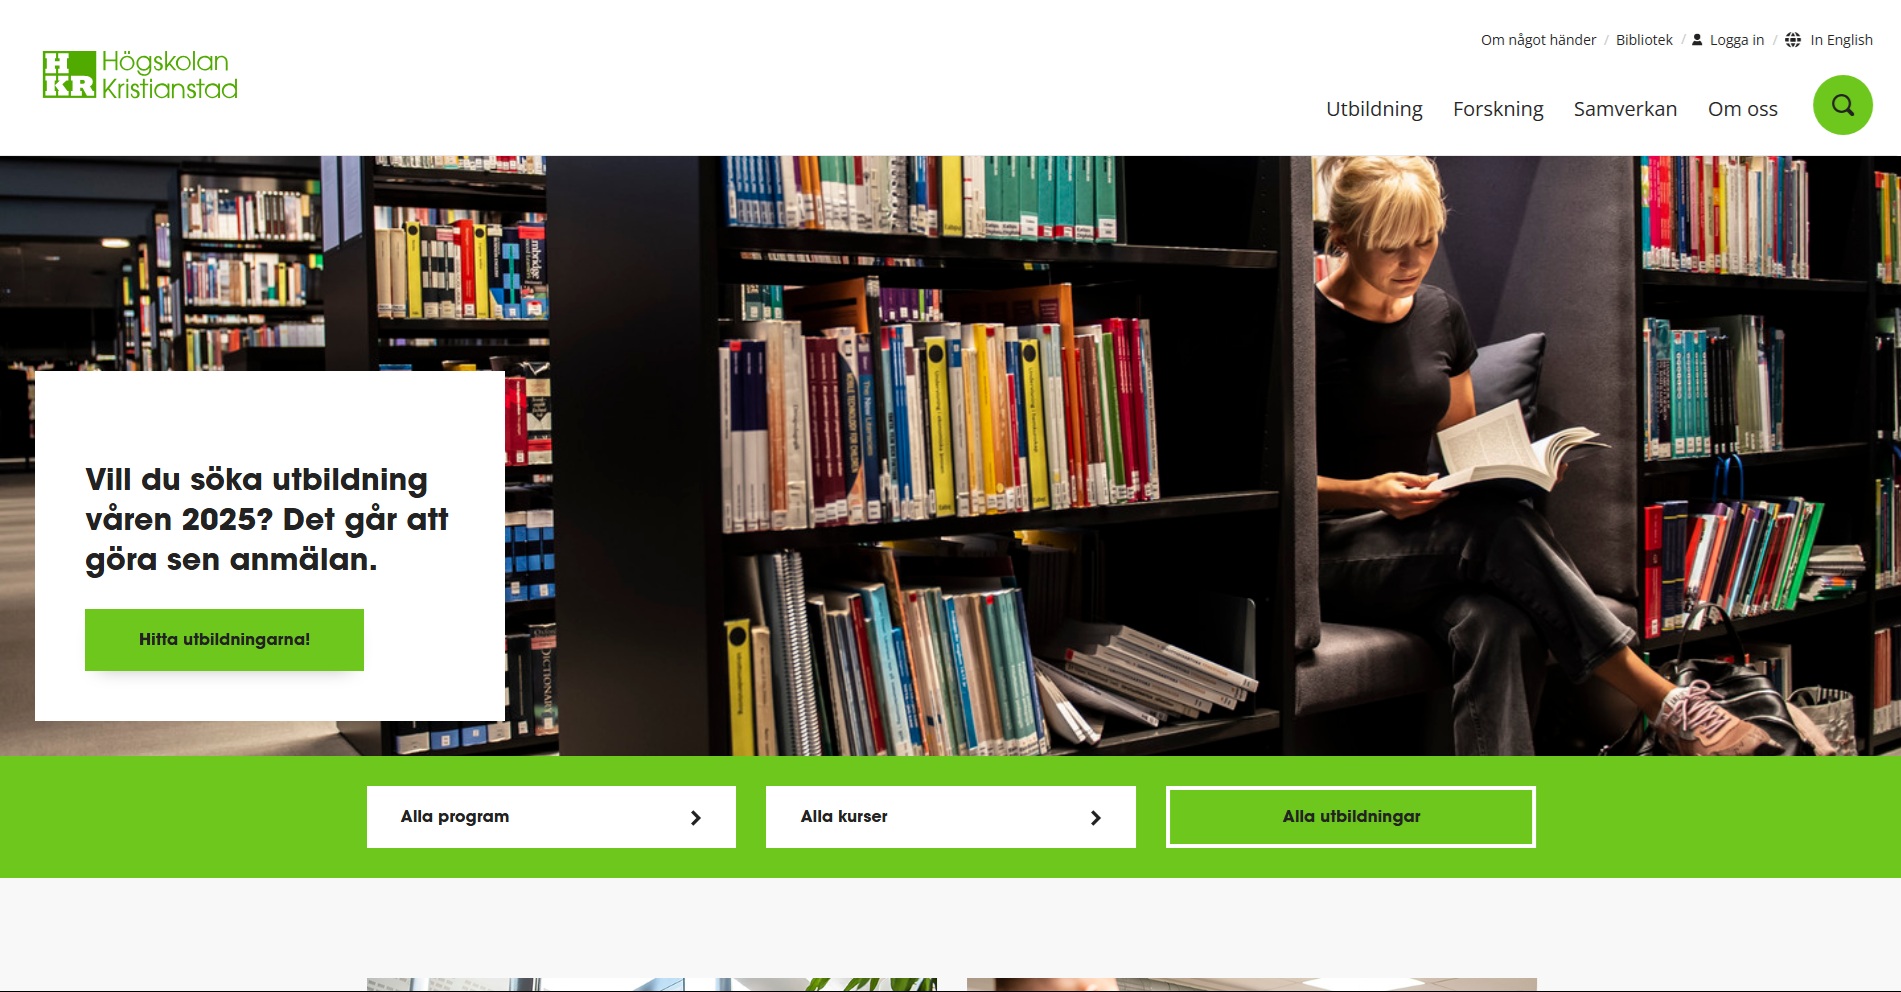 Om något händer / Bibliotek / Logga in / In English
HKR
Högskolan
Kristianstad
Utbildning Forskning Samverkan Om oss
Vill du söka utbildning
våren 2025? Det går att
göra sen anmälan.
Hitta utbildningarna!
Alla program
Alla kurser
Alla utbildningar